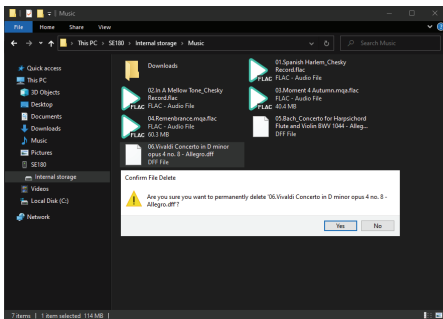 Music
File
Home
Share
View
This PC
SE180
Internal storage
Music
Search Music
Quick access
This PC
3D Objects
Desktop
Documents
Downloads
Music
Pictures
SE180
Internal storage
Videos
Local Disk (C:)
Network
Downloads
01.Spanish Harlem_Chesky
Record.flac
FLAC - Audio File
FLAC
02.In A Mellow Tone_Chesky
Record.flac
FLAC - Audio File
FLAC
03.Moment 4 Autumn.mqa.flac
FLAC - Audio File
40.4 MB
FLAC
04.Remenbrance.mqa.flac
FLAC - Audio File
60.3 MB
FLAC
05.Bach_Concerto for Harpsichord
Flute and Violin BWV 1044 - Alleg...
DFF File
06.Vivaldi Concerto in D minor
opus 4 no. 8 - Allegro.dff
DFF File
Confirm File Delete
Are you sure you want to permanently delete '06.Vivaldi Concerto in D minor opus 4 no. 8 -
Allegro.dff'?
Yes
No
7 items
1 item selected 114 MB